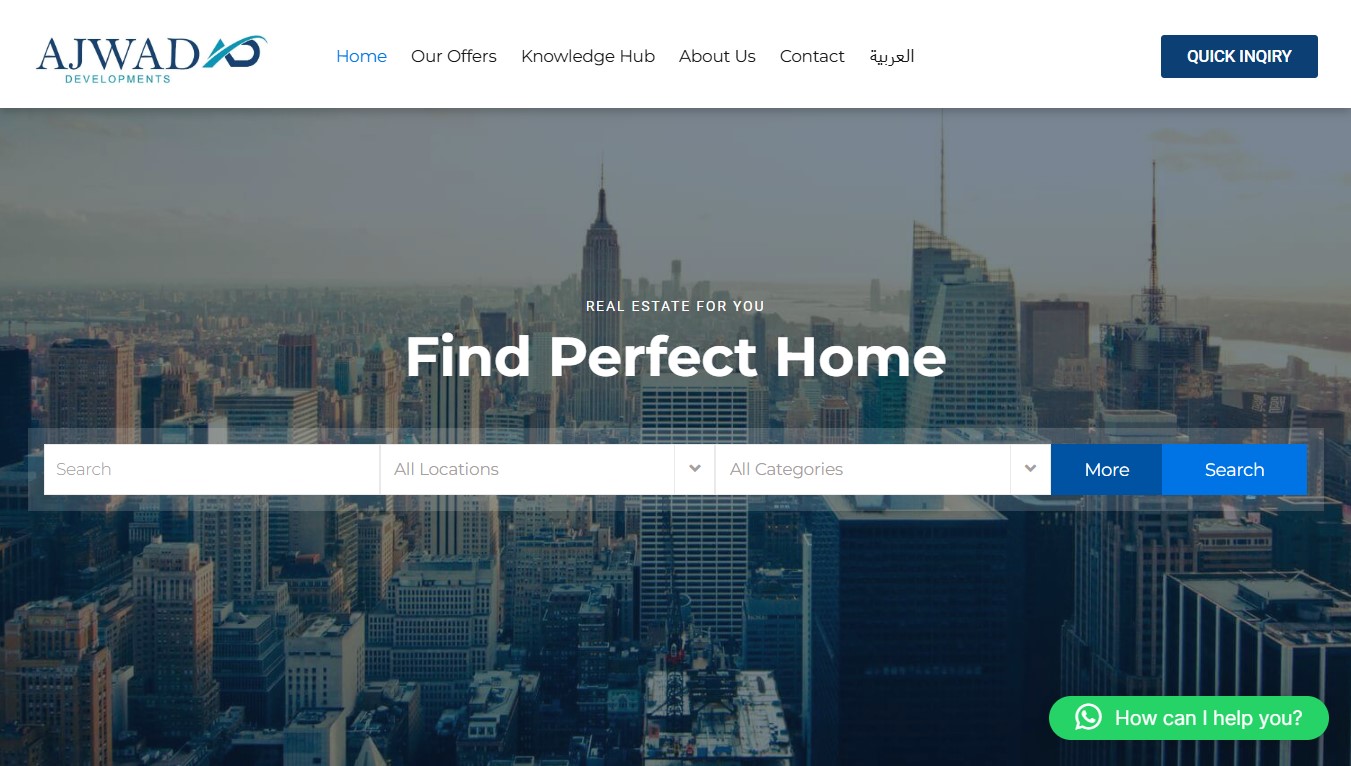 AJWAD
DEVELOPMENTS
Home
Our Offers
Knowledge Hub
About Us
Contact
العربية
QUICK INQIRY
REAL ESTATE FOR YOU
Find Perfect Home
Search
All Locations
All Categories
More
Search
How can I help you?